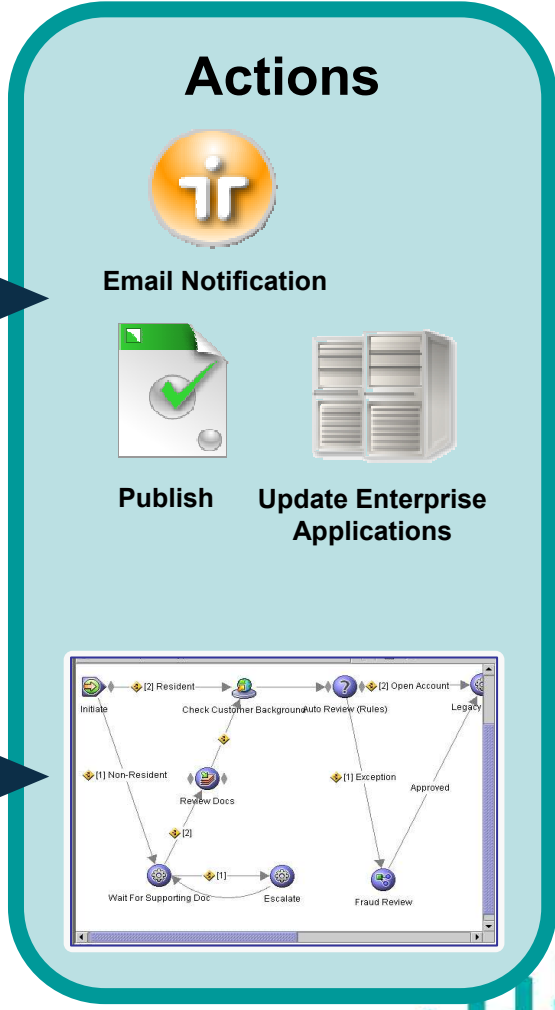 Actions
Email Notification
Publish
Update Enterprise
Applications
[2] Resident
[2] Open Account
Initiate
Check Customer Background
Auto Review (Rules)
Legacy
[1] Non-Resident
[1] Exception
Review Docs
Approved
[2]
[1]
Wait For Supporting Doc
Escalate
Fraud Review